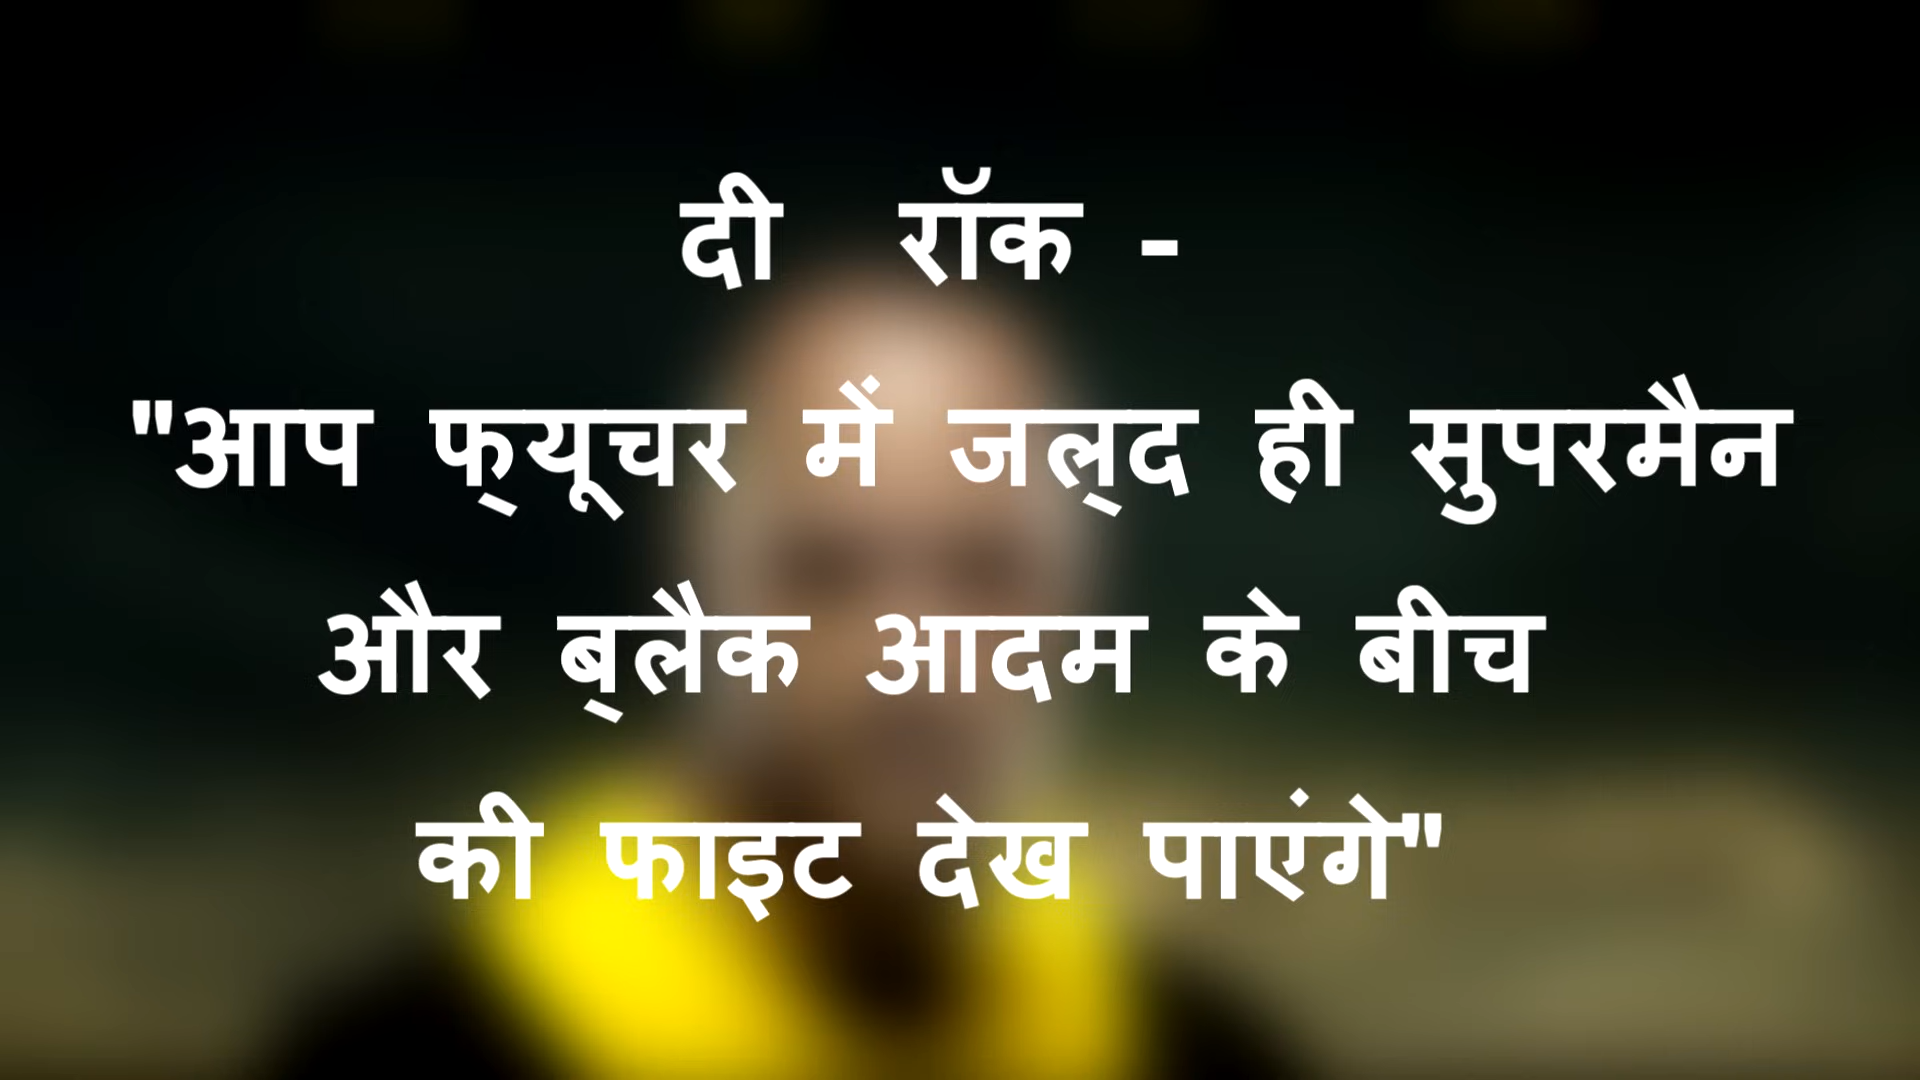 दी रॉक -
"आप फ्यूचर में जल्द ही सुपरमैन
और ब्लैक आदम के बीच
की फाइट देख पाएंगे"